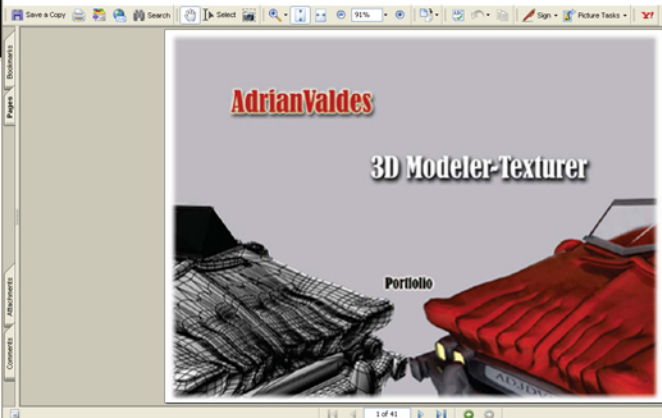 Save a Copy Search Select 91% Sign Picture Tasks Y!
Bookmarks
Pages
Attachments
Comments
AdrianValdes
3D Modeler-Texturer
Portfolio
1 of 41